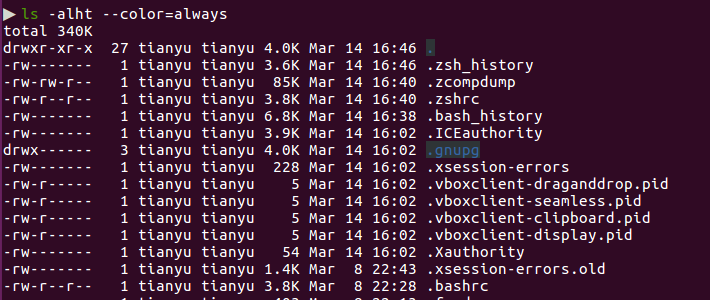 ▶ ls -alht --color=always
total 340K
drwxr-xr-x 27 tianyu tianyu 4.0K Mar 14 16:46 .
-rw------- 1 tianyu tianyu 3.6K Mar 14 16:46 .zsh_history
-rw-rw-r-- 1 tianyu tianyu 85K Mar 14 16:40 .zcompdump
-rw-r--r-- 1 tianyu tianyu 3.8K Mar 14 16:40 .zshrc
-rw------- 1 tianyu tianyu 6.8K Mar 14 16:38 .bash_history
-rw------- 1 tianyu tianyu 3.9K Mar 14 16:02 .ICEauthority
drwx------ 3 tianyu tianyu 4.0K Mar 14 16:02 .gnupg
-rw------- 1 tianyu tianyu 228 Mar 14 16:02 .xsession-errors
-rw-r----- 1 tianyu tianyu 5 Mar 14 16:02 .vboxclient-draganddrop.pid
-rw-r----- 1 tianyu tianyu 5 Mar 14 16:02 .vboxclient-seamless.pid
-rw-r----- 1 tianyu tianyu 5 Mar 14 16:02 .vboxclient-clipboard.pid
-rw-r----- 1 tianyu tianyu 5 Mar 14 16:02 .vboxclient-display.pid
-rw------- 1 tianyu tianyu 54 Mar 14 16:02 .Xauthority
-rw------- 1 tianyu tianyu 1.4K Mar 8 22:43 .xsession-errors.old
-rw-r--r-- 1 tianyu tianyu 3.8K Mar 8 22:28 .bashrc